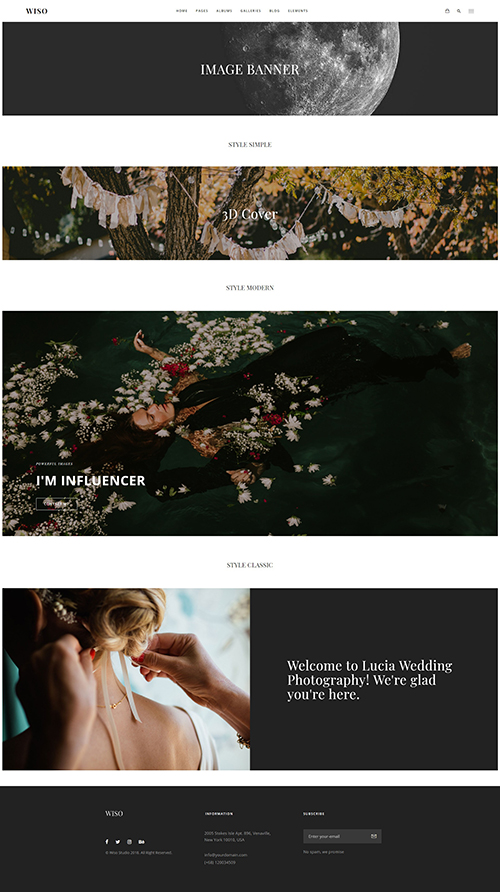 WISO
HOME PAGES ALBUMS GALLERIES BLOG ELEMENTS
IMAGE BANNER
STYLE SIMPLE
3D Cover
STYLE MODERN
POWERFUL IMAGES
I'M INFLUENCER
STYLE CLASSIC
Welcome to Lucia Wedding
Photography! We're glad
you're here.
WISO
© Wiso Studio 2018. All Right Reserved.
INFORMATION
2005 Stokes Isle Apt. 896, Venaville,
New York 10010, USA
info@yourdomain.com
(+68) 120034509
SUBSCRIBE
Enter your email
No spam, we promise